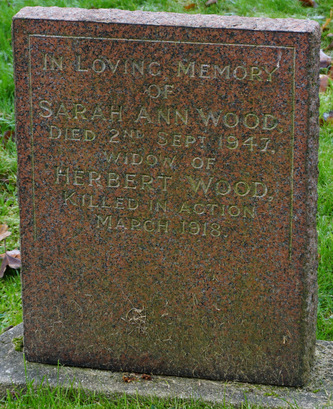 IN LOVING MEMORY
OF
SARAH ANN WOOD,
DIED 2ND SEPT 1947.
WIDOW OF
HERBERT WOOD,
KILLED IN ACTION
MARCH 1918.